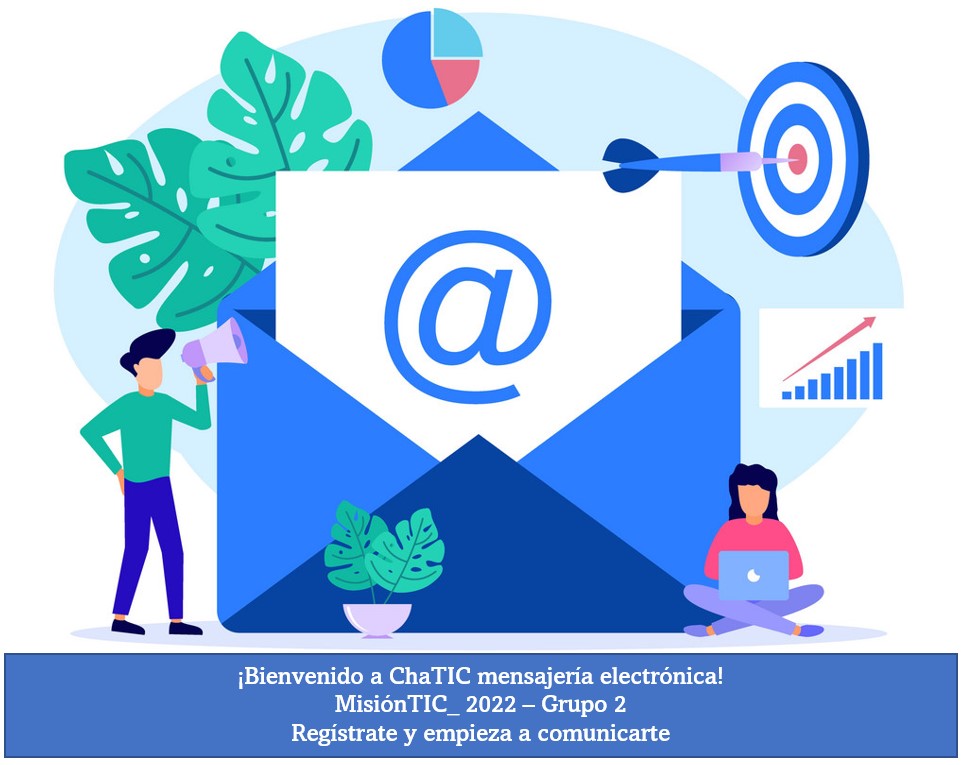 @
¡Bienvenido a ChaTIC mensajería electrónica!
MisiónTIC_ 2022 – Grupo 2
Regístrate y empieza a comunicarte